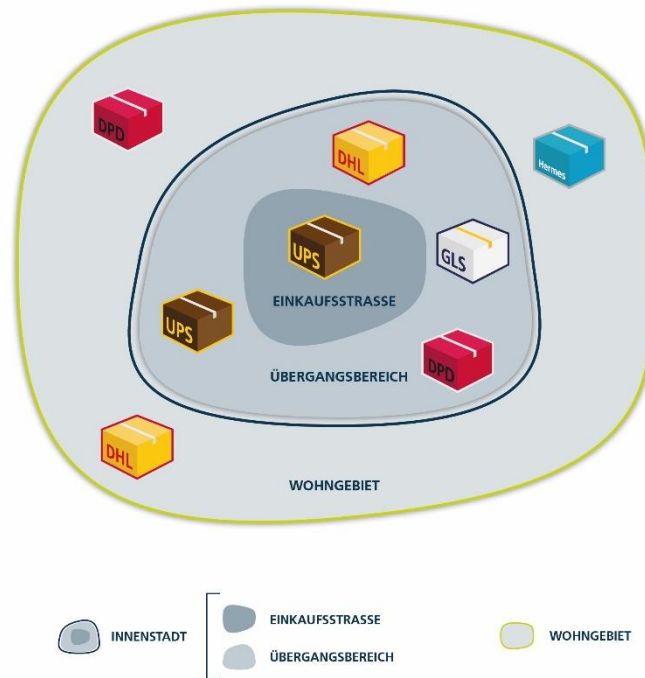 DPD
DHL
Hermes
UPS
GLS
EINKAUFSSTRASSE
UPS
DPD
ÜBERGANGSBEREICH
DHL
WOHNGEBIET
EINKAUFSSTRASSE
INNENSTADT
WOHNGEBIET
ÜBERGANGSBEREICH